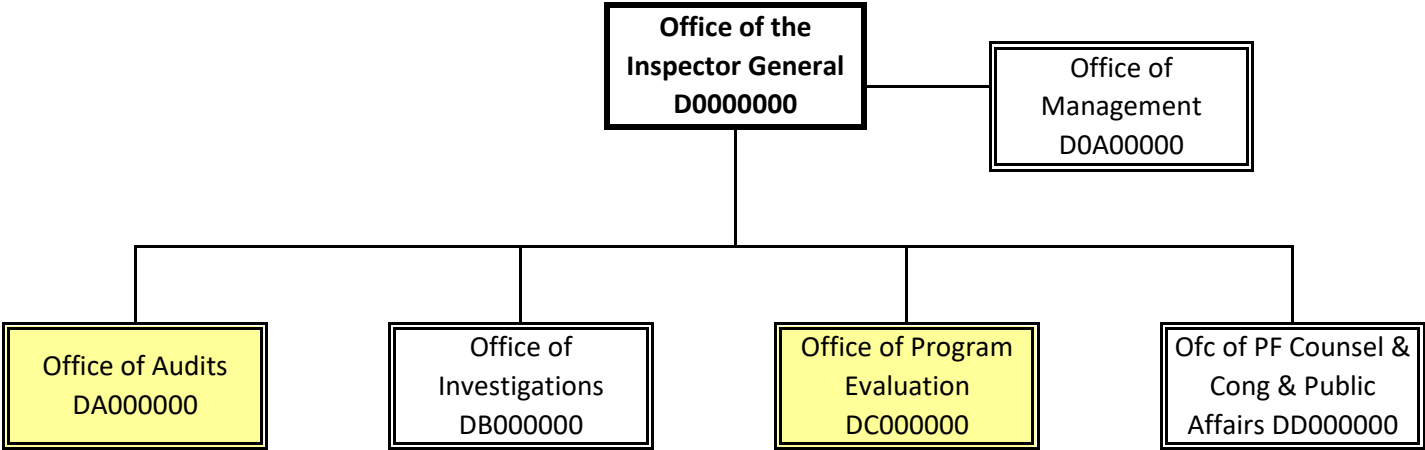 Office of the
Inspector General
D0000000
Office of
Management
D0A00000
Office of Audits
DA000000
Office of
Investigations
DB000000
Office of Program
Evaluation
DC000000
Ofc of PF Counsel &
Cong & Public
Affairs DD000000